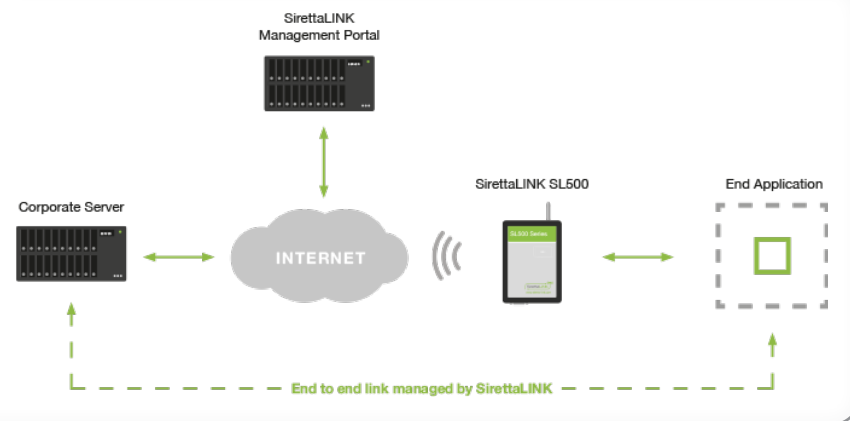 SirettaLINK
Management Portal
SirettaLINK SL500
End Application
Corporate Server
SL500 Series
INTERNET
End to end link managed by SirettaLINK